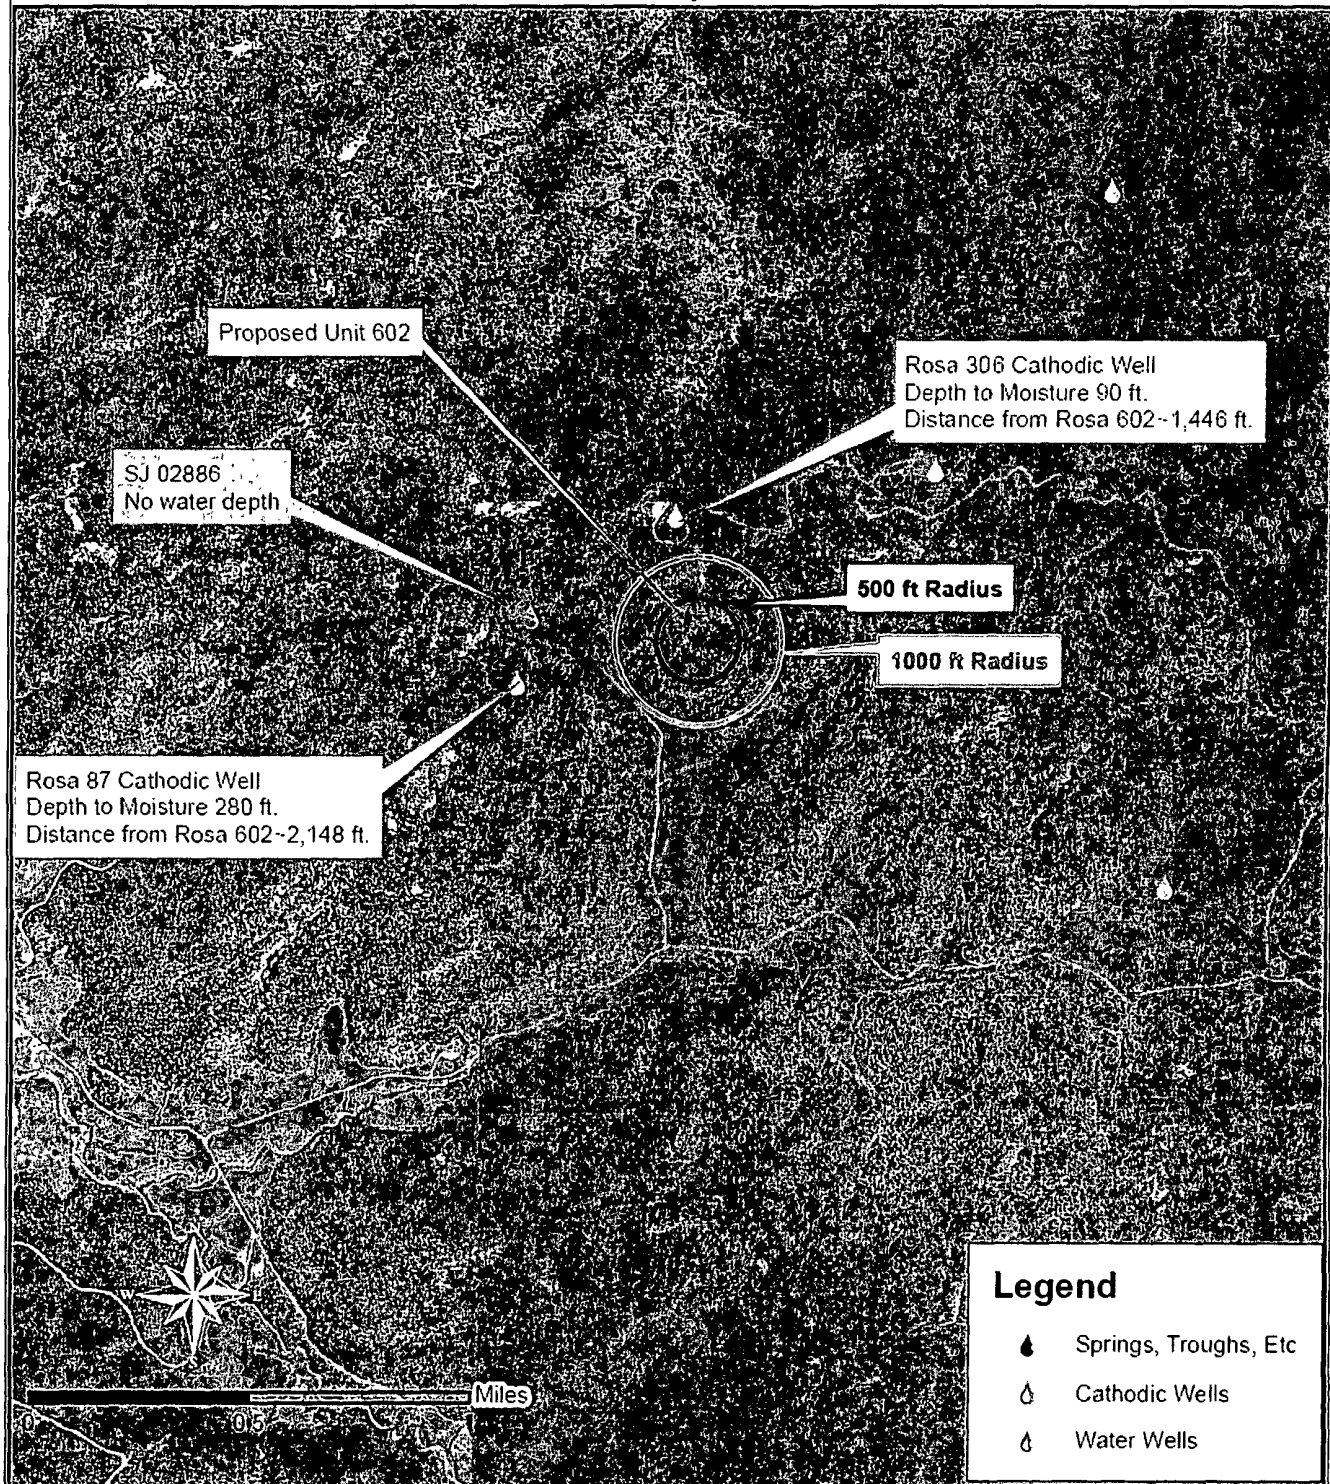 Proposed Unit 602
Rosa 306 Cathodic Well
Depth to Moisture 90 ft.
Distance from Rosa 602~1,446 ft.
SJ 02886
No water depth
500 ft Radius
1000 ft Radius
Rosa 87 Cathodic Well
Depth to Moisture 280 ft.
Distance from Rosa 602~2,148 ft.
W
Miles
0
0.5
Legend
Springs, Troughs, Etc
Cathodic Wells
Water Wells